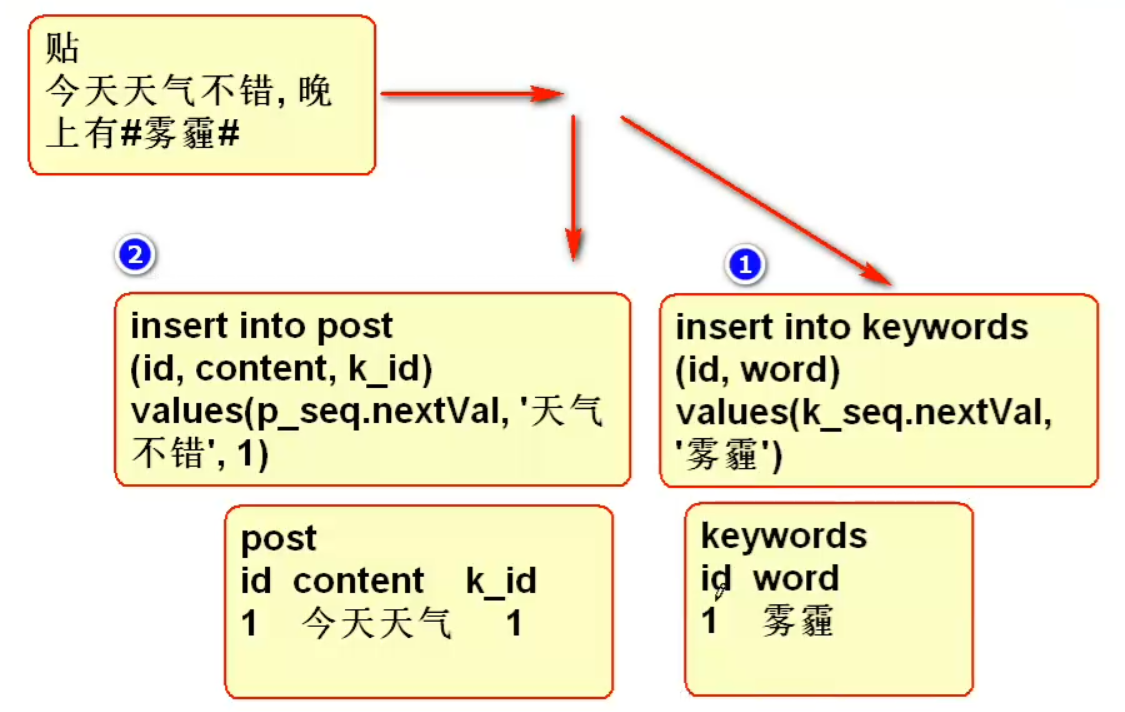 贴
今天天气不错, 晚
上有#雾霾#
2
1
insert into post
(id, content, k_id)
values(p_seq.nextVal, '天气
不错', 1)
insert into keywords
(id, word)
values(k_seq.nextVal,
'雾霾')
post
id content k_id
1 今天天气 1
keywords
id word
1 雾霾